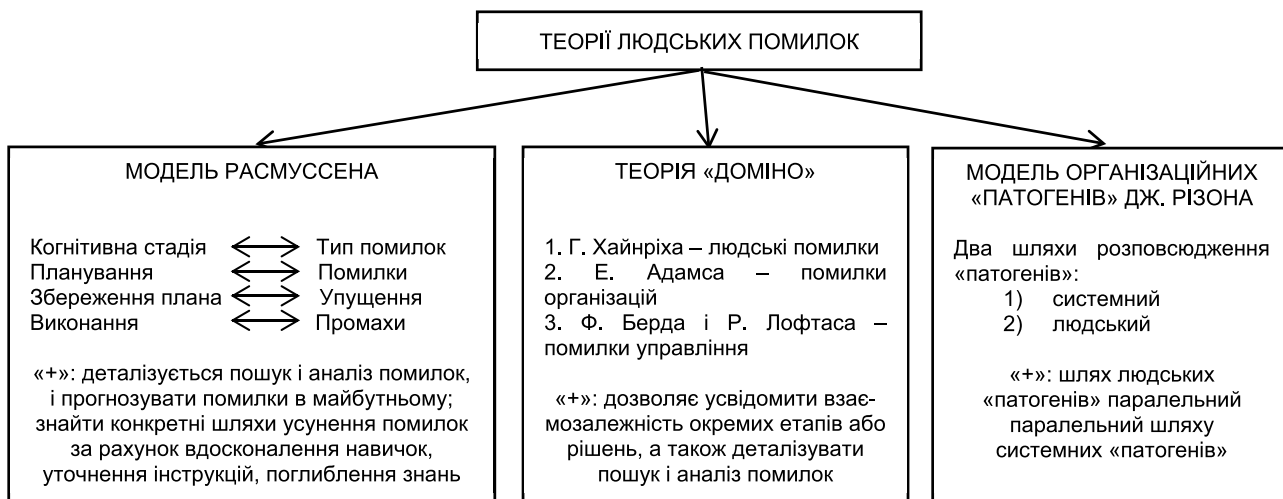 ТЕОРІЇ ЛЮДСЬКИХ ПОМИЛОК
МОДЕЛЬ РАСМУССЕНА
Когнітивна стадія Тип помилок
Планування Помилки
Збереження плана Упущення
Виконання Промахи
«+»: деталізується пошук і аналіз помилок,
і прогнозувати помилки в майбутньому;
знайти конкретні шляхи усунення помилок
за рахунок вдосконалення навичок,
уточнення інструкцій, поглиблення знань
ТЕОРІЯ «ДОМІНО»
1. Г. Хайнріха – людські помилки
2. Е. Адамса – помилки
організацій
3. Ф. Берда і Р. Лофтаса –
помилки управління
«+»: дозволяє усвідомити взає-
мозалежність окремих етапів або
рішень, а також деталізувати
пошук і аналіз помилок
МОДЕЛЬ ОРГАНІЗАЦІЙНИХ
«ПАТОГЕНІВ» ДЖ. РІЗОНА
Два шляхи розповсюдження
«патогенів»:
1) системний
2) людський
«+»: шлях людських
«патогенів» паралельний
паралельний шляху
системних «патогенів»